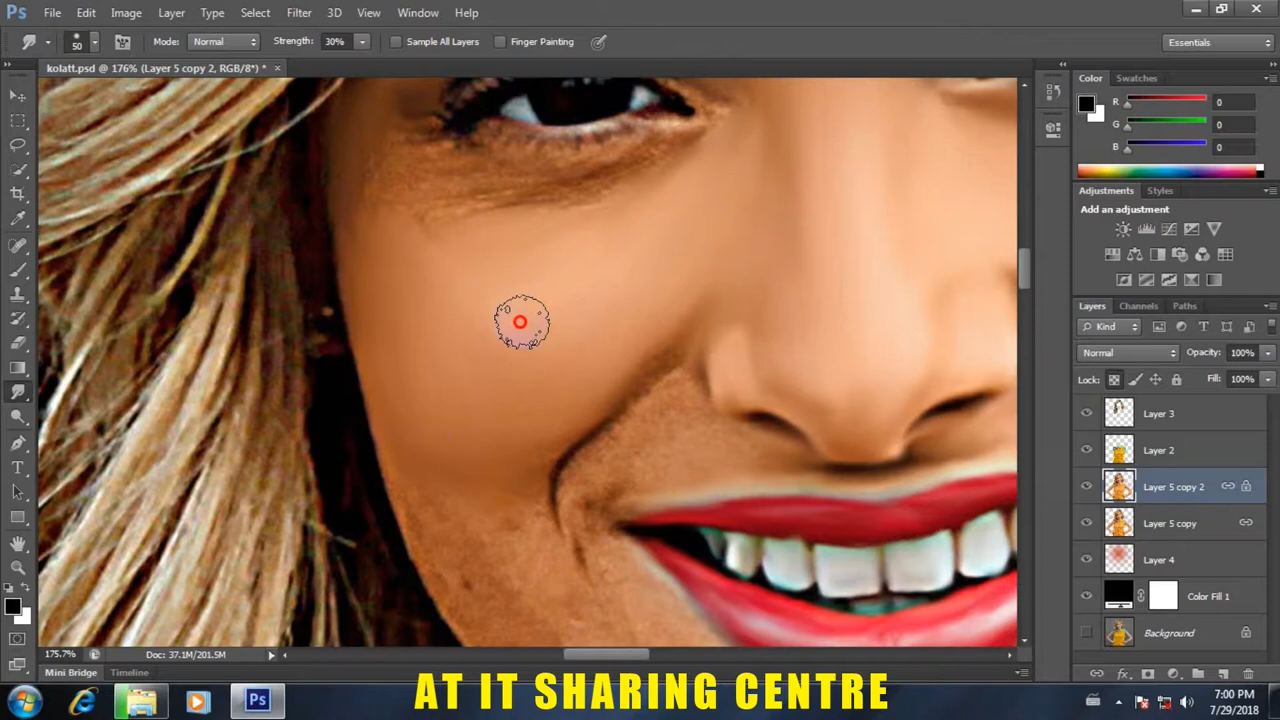 Ps File Edit Image Layer Type Select Filter 3D View Window Help
50 Mode: Normal Strength: 30% Sample All Layers Finger Painting Essentials
kolatt.psd @ 176% (Layer 5 copy 2, RGB/8*) * ×
Color Swatches
R 0
G 0
B 0
Adjustments Styles
Add an adjustment
Layers Channels Paths
Kind
Normal Opacity: 100%
Lock: Fill: 100%
Layer 3
Layer 2
Layer 5 copy 2
Layer 5 copy
Layer 4
Color Fill 1
Background
175.7% Doc: 37.1M/201.5M
Mini Bridge Timeline
AT IT SHARING CENTRE
Ps
7:00 PM
7/29/2018